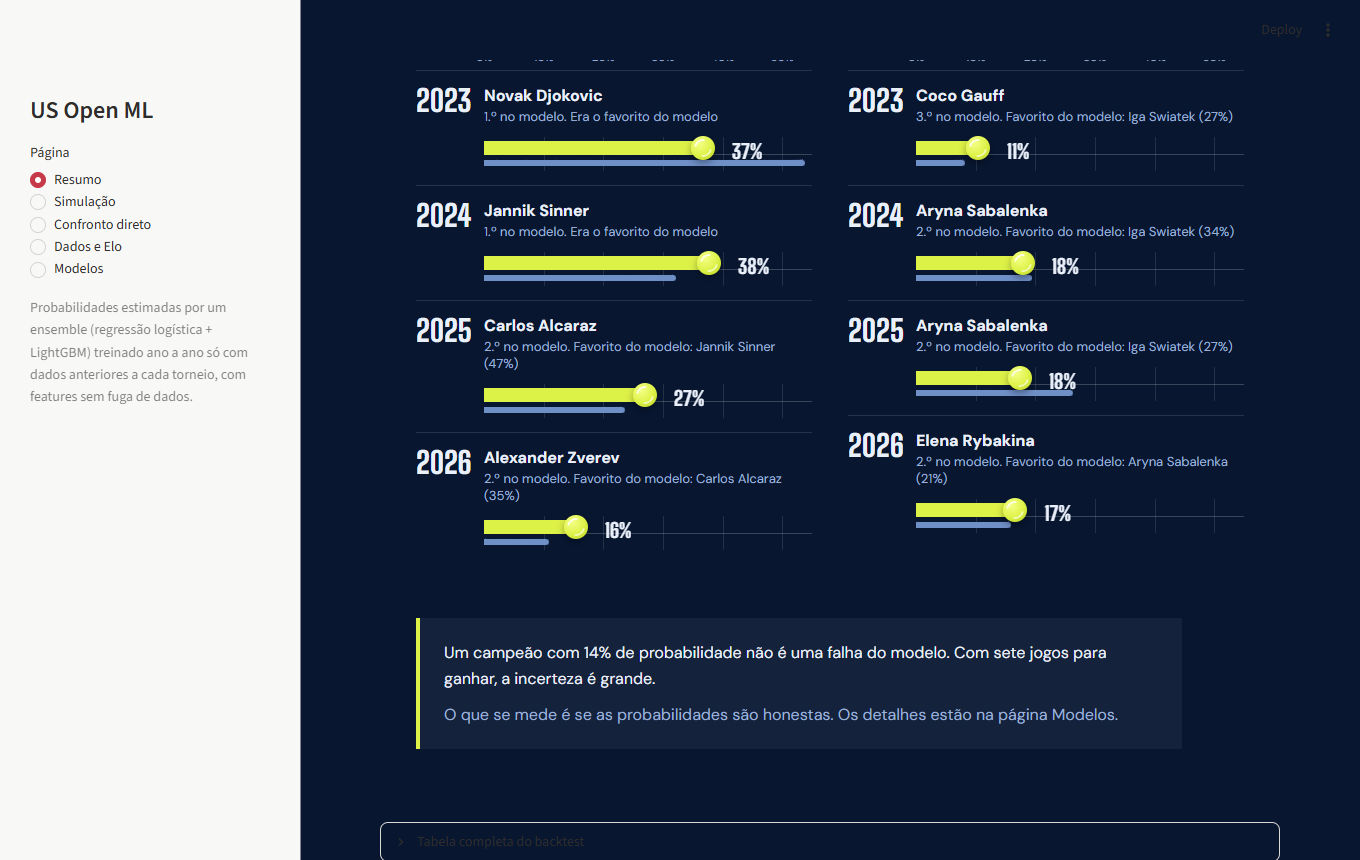 Deploy
US Open ML
Página
Resumo
Simulação
Confronto direto
Dados e Elo
Modelos
Probabilidades estimadas por um
ensemble (regressão logística +
LightGBM) treinado ano a ano só com
dados anteriores a cada torneio, com
features sem fuga de dados.
2023
Novak Djokovic
1.º no modelo. Era o favorito do modelo
37%
2024
Jannik Sinner
1.º no modelo. Era o favorito do modelo
38%
2025
Carlos Alcaraz
2.º no modelo. Favorito do modelo: Jannik Sinner
(47%)
27%
2026
Alexander Zverev
2.º no modelo. Favorito do modelo: Carlos Alcaraz
(35%)
16%
2023
Coco Gauff
3.º no modelo. Favorito do modelo: Iga Swiatek (27%)
11%
2024
Aryna Sabalenka
2.º no modelo. Favorito do modelo: Iga Swiatek (34%)
18%
2025
Aryna Sabalenka
2.º no modelo. Favorito do modelo: Iga Swiatek (27%)
18%
2026
Elena Rybakina
2.º no modelo. Favorito do modelo: Aryna Sabalenka
(21%)
17%
Um campeão com 14% de probabilidade não é uma falha do modelo. Com sete jogos para
ganhar, a incerteza é grande.
O que se mede é se as probabilidades são honestas. Os detalhes estão na página Modelos.
Tabela completa do backtest